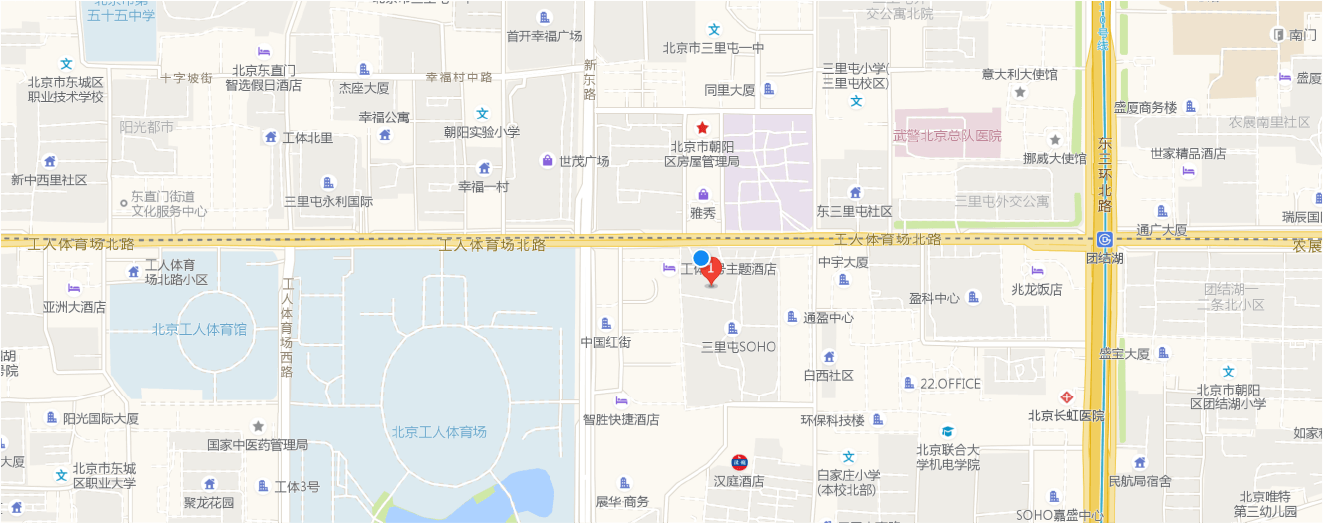 五十五中学
首开幸福广场
北京市三里屯一中
交公寓北院
10号线
南门
北京市东城区
职业技术学校
十字坡街
北京东直门
智选假日酒店
杰座大厦
幸福村中路
新东路
同里大厦
三里屯小学(
三里屯校区)
意大利大使馆
盛厦商务楼
盛厦
阳光都市
工体北里
幸福公寓
朝阳实验小学
北京市朝阳
区房屋管理局
武警北京总队医院
挪威大使馆
东三环北路
农展南里社区
世家精品酒店
新中西里社区
世茂广场
幸福一村
三里屯永利国际
东直门街道
文化服务中心
雅秀
东三里屯社区
三里屯外交公寓
通广大厦
瑞辰国际
工人体育场北路
工人体育场北路
工人体育场北路
农展
团结湖
工人体育
场北路小区
亚洲大酒店
工人体育场西路
北京工人体育馆
工体
号主题酒店
1
中宇大厦
盈科中心
兆龙饭店
团结湖一
二条北小区
中国红街
三里屯SOHO
通盈中心
盛宝大厦
白西社区
22.OFFICE
北京市朝阳
区团结湖小学
阳光国际大厦
国家中医药管理局
北京工人体育场
智胜快捷酒店
环保科技楼
北京长虹医院
北京联合大
学机电学院
如家
大厦
北京市东城
区职业大学
聚龙花园
工体3号
展华·商务
汉庭酒店
白家庄小学
(本校北部)
民航局宿舍
SOHO嘉盛中心
北京唯特
第三幼儿园